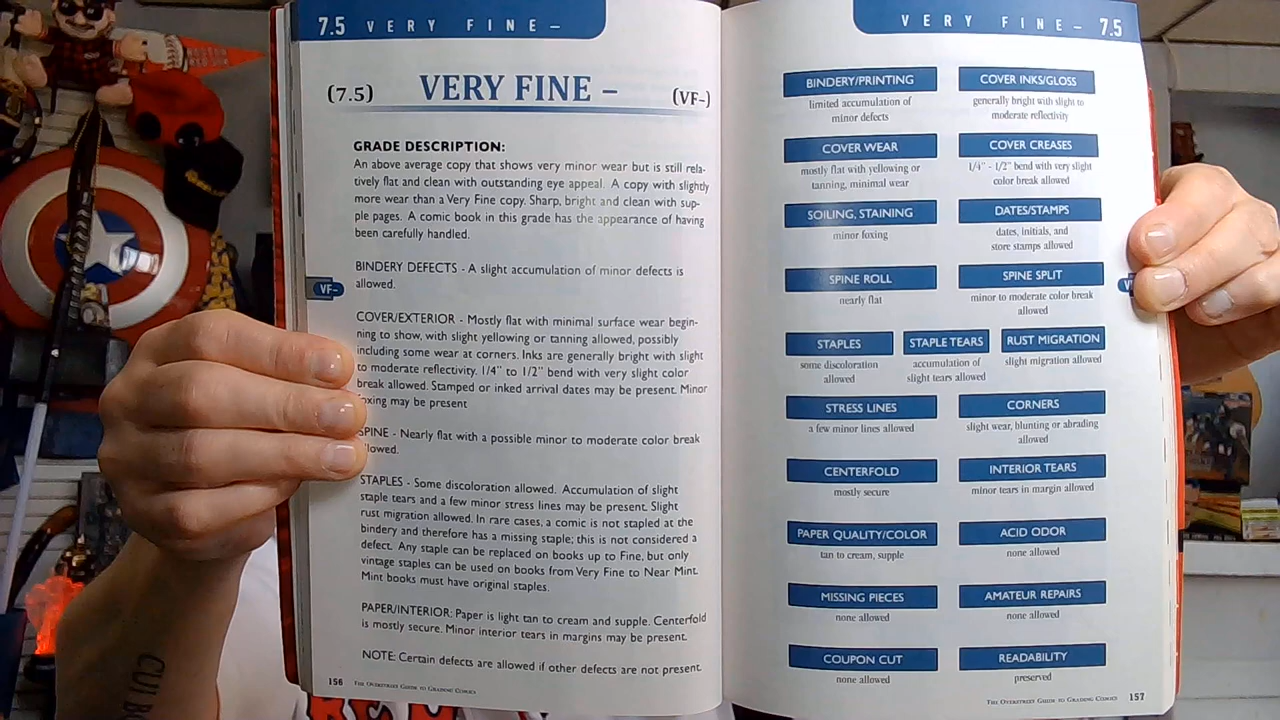 7.5 VERY FINE –
(7.5) VERY FINE – (VF–)
GRADE DESCRIPTION:
An above average copy that shows very minor wear but is still rela-
tively flat and clean with outstanding eye appeal. A copy with slightly
more wear than a Very Fine copy. Sharp, bright and clean with sup-
ple pages. A comic book in this grade has the appearance of having
been carefully handled.
BINDERY DEFECTS - A slight accumulation of minor defects is
allowed.
VF–
COVER/EXTERIOR - Mostly flat with minimal surface wear begin-
ning to show, with slight yellowing or tanning allowed, possibly
including some wear at corners. Inks are generally bright with slight
to moderate reflectivity. 1/4" to 1/2" bend with very slight color
break allowed. Stamped or inked arrival dates may be present. Minor
foxing may be present
SPINE - Nearly flat with a possible minor to moderate color break
allowed.
STAPLES - Some discoloration allowed. Accumulation of slight
staple tears and a few minor stress lines may be present. Slight
rust migration allowed. In rare cases, a comic is not stapled at the
bindery and therefore has a missing staple; this is not considered a
defect. Any staple can be replaced on books up to Fine, but only
vintage staples can be used on books from Very Fine to Near Mint.
Mint books must have original staples.
PAPER/INTERIOR: Paper is light tan to cream and supple. Centerfold
is mostly secure. Minor interior tears in margins may be present.
NOTE: Certain defects are allowed if other defects are not present.
156 THE OVERSTREET GUIDE TO GRADING COMICS
VERY FINE – 7.5
BINDERY/PRINTING
limited accumulation of
minor defects
COVER INKS/GLOSS
generally bright with slight to
moderate reflectivity
COVER WEAR
mostly flat with yellowing or
tanning, minimal wear
COVER CREASES
1/4" - 1/2" bend with very slight
color break allowed
SOILING, STAINING
minor foxing
DATES/STAMPS
dates, initials, and
store stamps allowed
SPINE ROLL
nearly flat
SPINE SPLIT
minor to moderate color break
allowed
STAPLES
some discoloration
allowed
STAPLE TEARS
accumulation of
slight tears allowed
RUST MIGRATION
slight migration allowed
STRESS LINES
a few minor lines allowed
CORNERS
slight wear, blunting or abrading
allowed
CENTERFOLD
mostly secure
INTERIOR TEARS
minor tears in margin allowed
PAPER QUALITY/COLOR
tan to cream, supple
ACID ODOR
none allowed
MISSING PIECES
none allowed
AMATEUR REPAIRS
none allowed
COUPON CUT
none allowed
READABILITY
preserved
THE OVERSTREET GUIDE TO GRADING COMICS 157